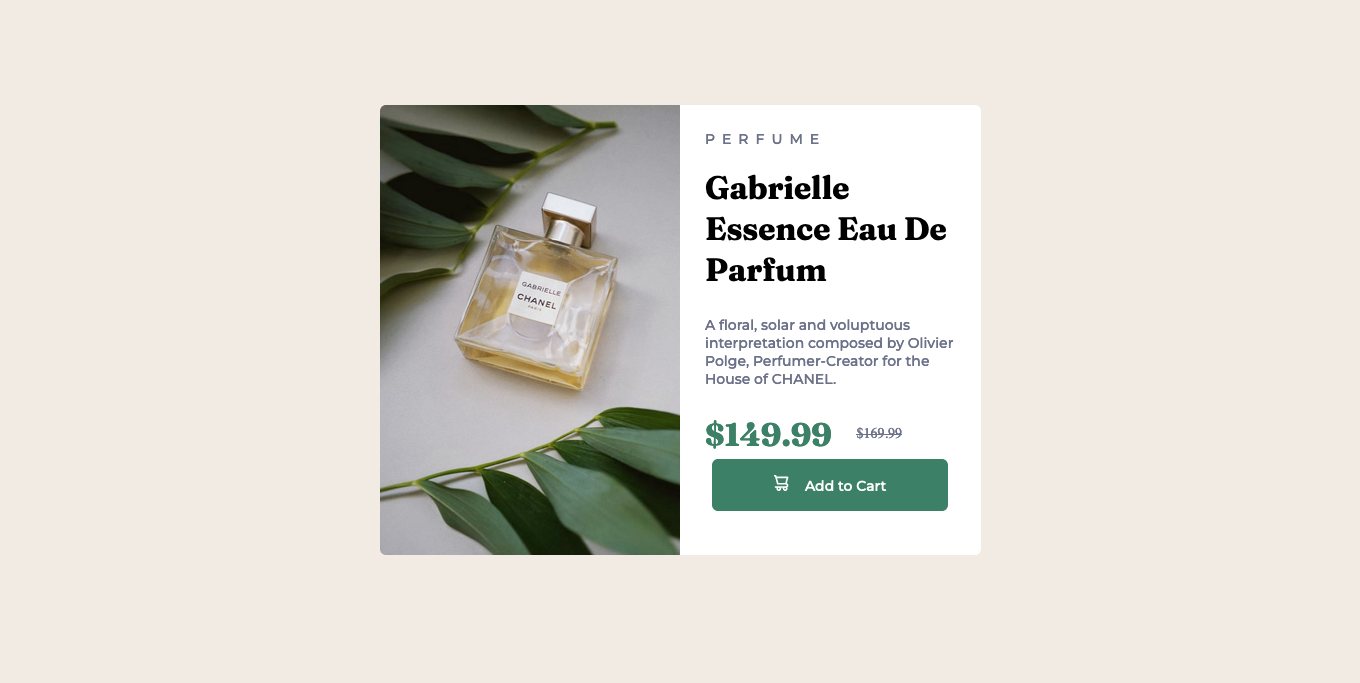 GABRIELLE
CHANEL
PARIS
PERFUME
Gabrielle
Essence Eau De
Parfum
A floral, solar and voluptuous
interpretation composed by Olivier
Polge, Perfumer-Creator for the
House of CHANEL.
$149.99 $169.99
Add to Cart